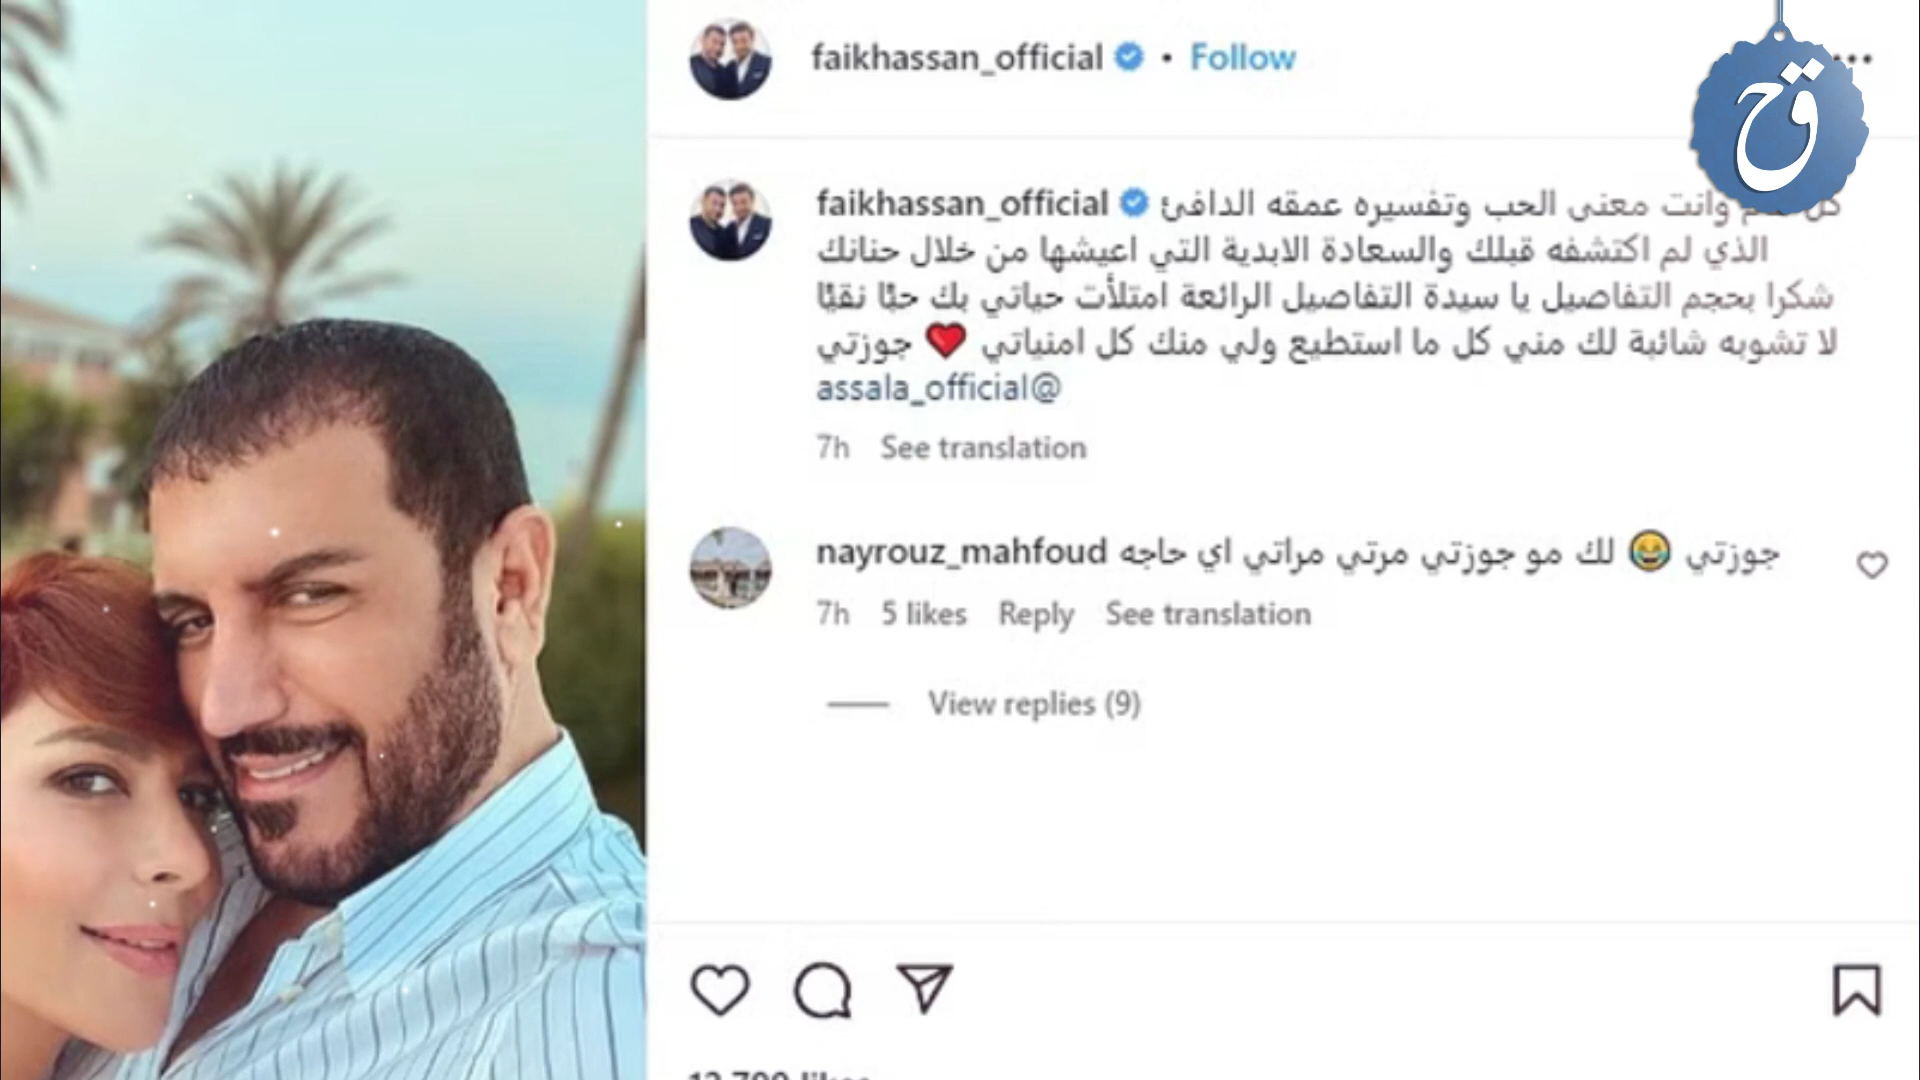 faikhassan_official • Follow
قح
faikhassan_official كل عام وانت معنى الحب وتفسيره عمقه الدافئ
الذي لم اكتشفه قبلك والسعادة الابدية التي اعيشها من خلال حنانك
شكرا بحجم التفاصيل يا سيدة التفاصيل الرائعة امتلأت حياتي بك حبًا نقيًا
لا تشوبه شائبة لك مني كل ما استطيع ولي منك كل امنياتي ❤️ جوزتي
@assala_official
7h See translation
nayrouz_mahfoud جوزتي 😂 لك مو جوزتي مرتي مراتي اي حاجه
7h 5 likes Reply See translation
View replies (9)